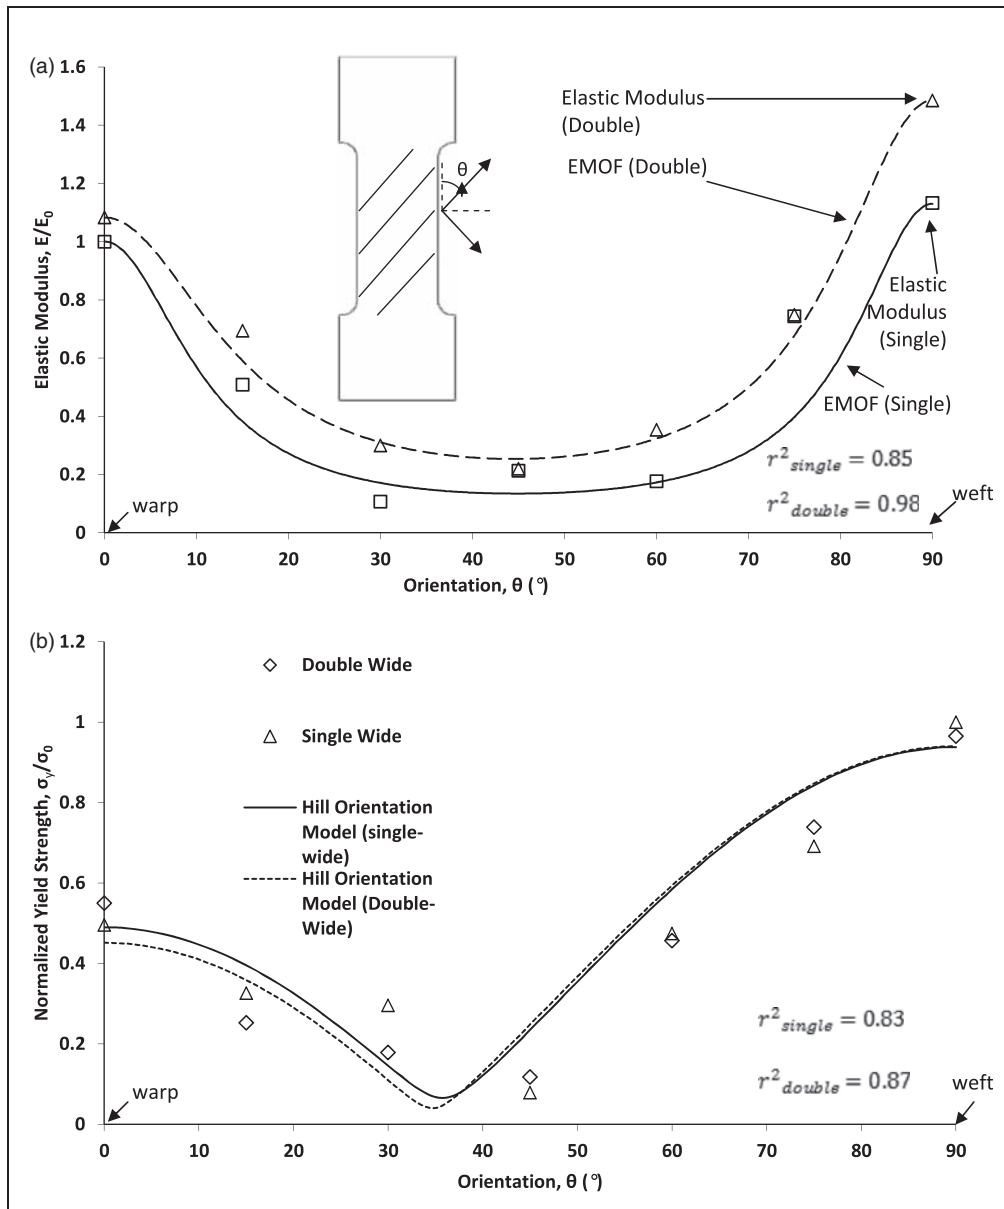 (a)
1.6
1.4
1.2
1
0.8
0.6
0.4
0.2
0
Elastic Modulus, E/E0
θ
Elastic Modulus
(Double)
EMOF (Double)
Elastic
Modulus
(Single)
EMOF (Single)
r²single = 0.85
r²double = 0.98
warp
weft
0 10 20 30 40 50 60 70 80 90
Orientation, θ (°)
(b)
1.2
1
0.8
0.6
0.4
0.2
0
Normalized Yield Strength, σy/σ0
Double Wide
Single Wide
Hill Orientation
Model (single-
wide)
Hill Orientation
Model (Double-
Wide)
r²single = 0.83
r²double = 0.87
warp
weft
0 10 20 30 40 50 60 70 80 90
Orientation, θ (°)